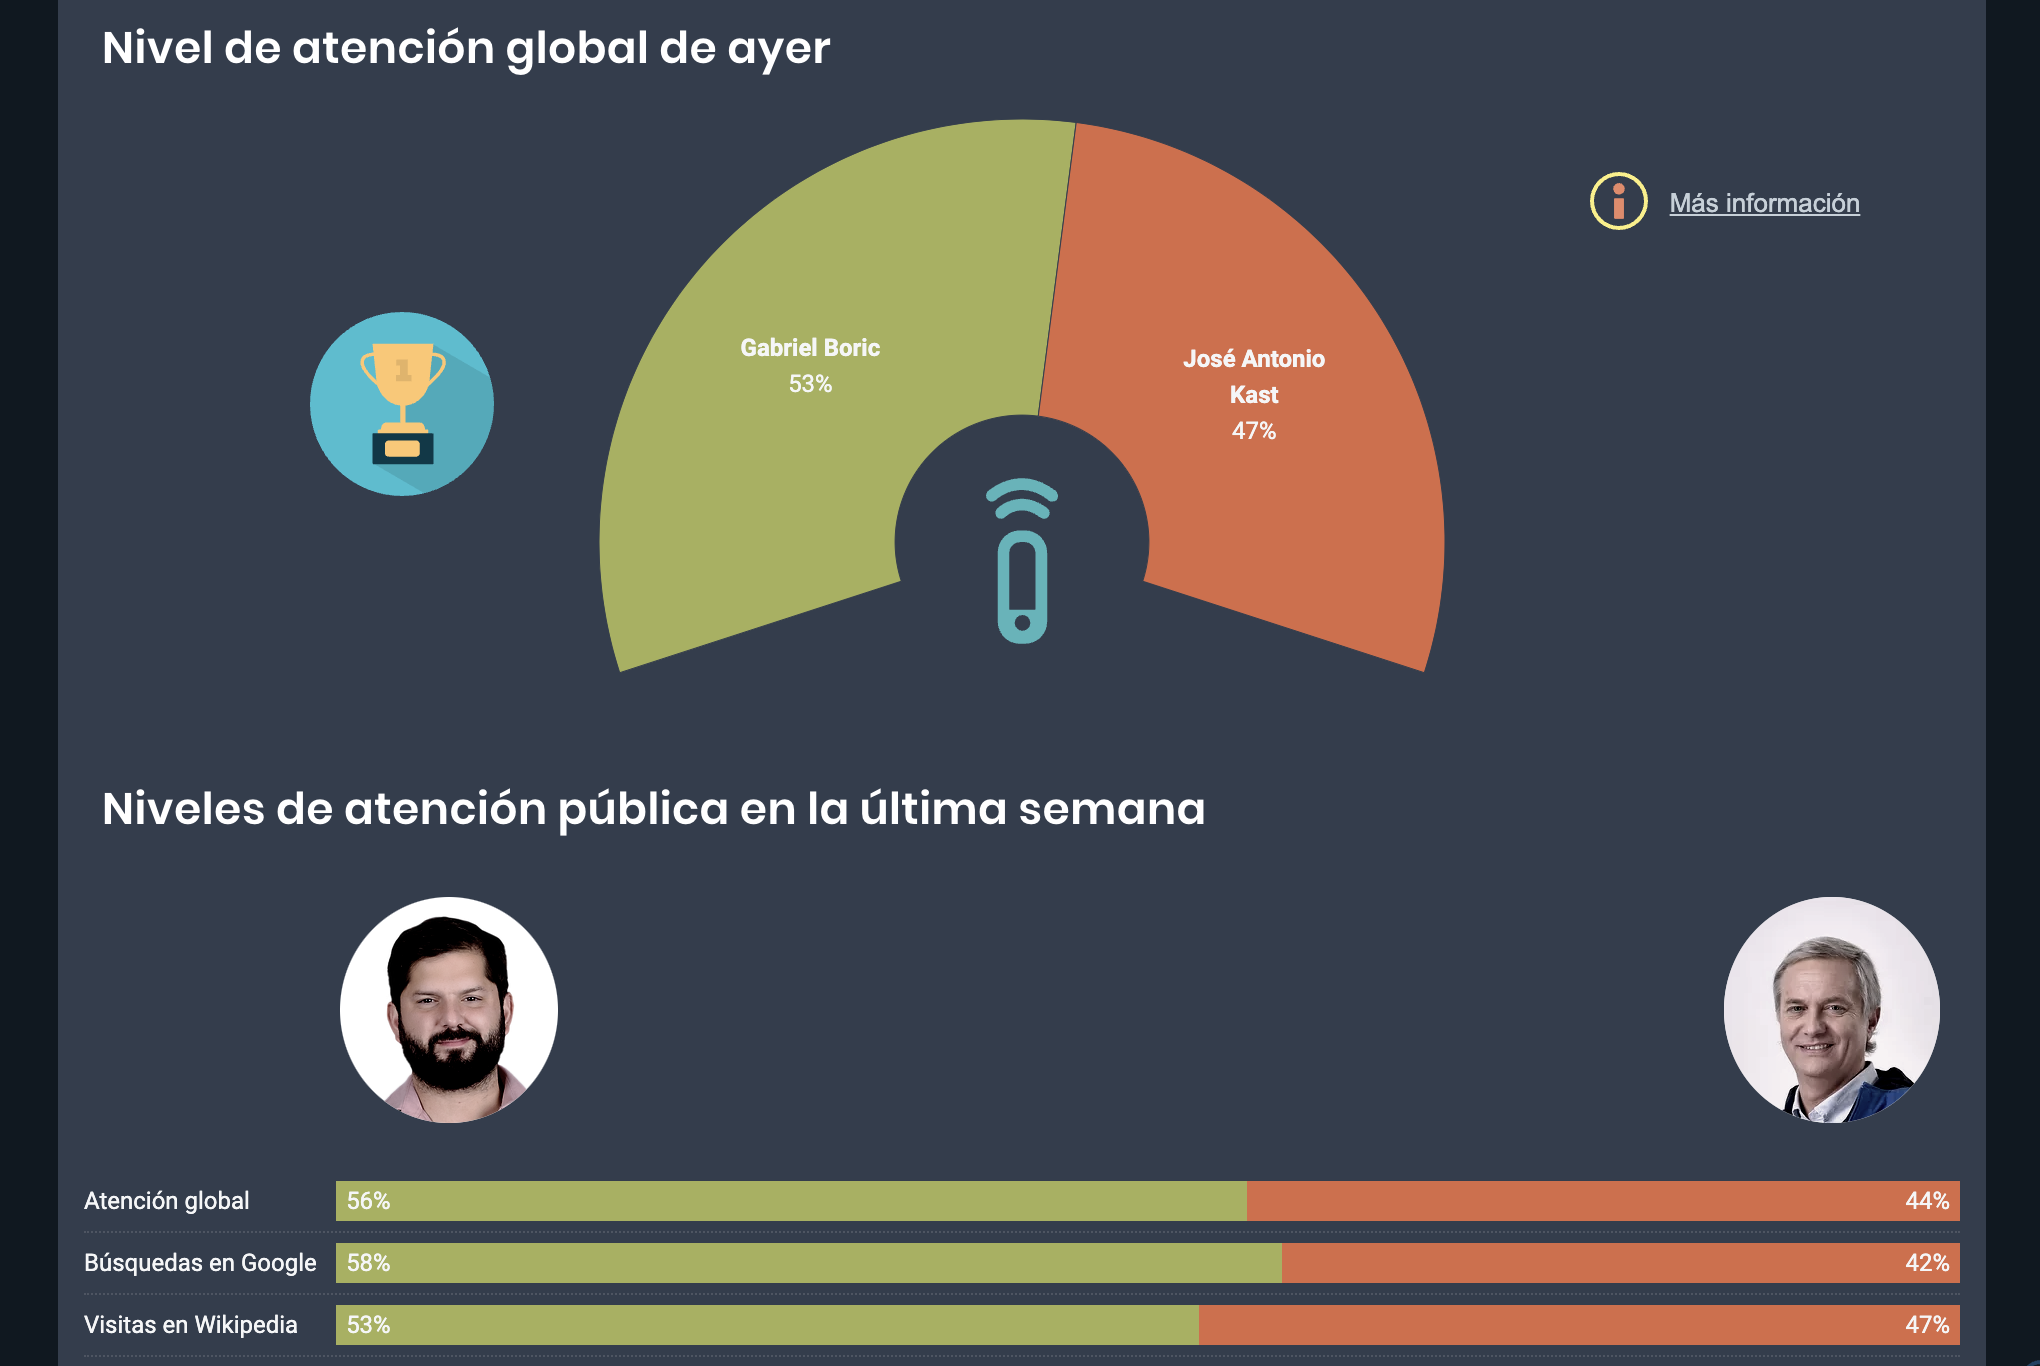 Nivel de atención global de ayer
Más información
1
Gabriel Boric
53%
José Antonio
Kast
47%
Niveles de atención pública en la última semana
Atención global 56% 44%
Búsquedas en Google 58% 42%
Visitas en Wikipedia 53% 47%